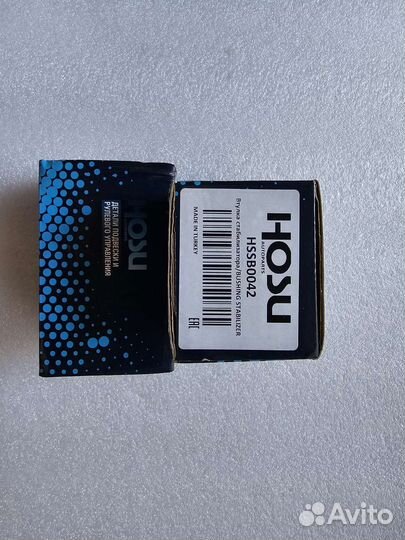 HOSU
ДЕТАЛИ ПОДВЕСКИ И
РУЛЕВОГО УПРАВЛЕНИЯ
HOSU
AUTOPARTS
HSSB0042
Втулка стабилизатора/BUSHING STABILIZER
MADE IN TURKEY
EAC
Avito